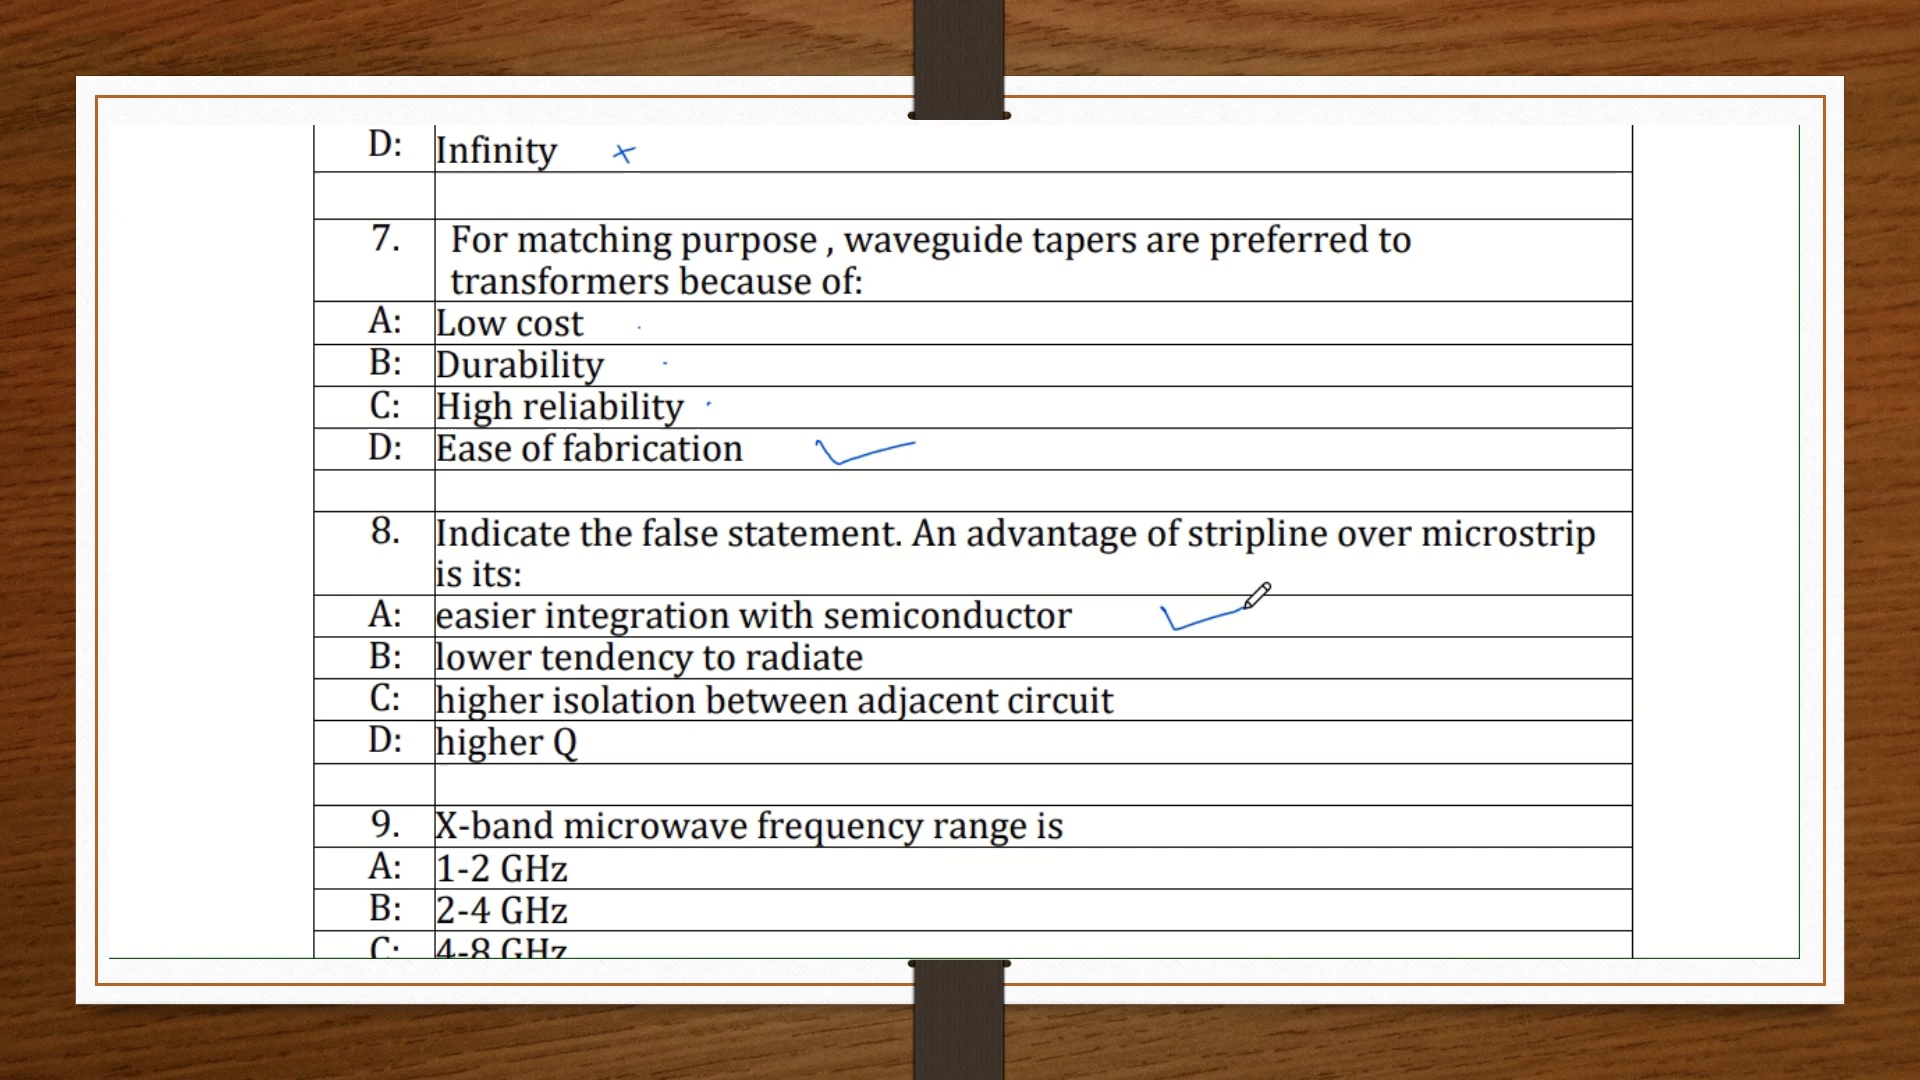 D: Infinity
7. For matching purpose , waveguide tapers are preferred to
transformers because of:
A: Low cost
B: Durability
C: High reliability
D: Ease of fabrication
8. Indicate the false statement. An advantage of stripline over microstrip
is its:
A: easier integration with semiconductor
B: lower tendency to radiate
C: higher isolation between adjacent circuit
D: higher Q
9. X-band microwave frequency range is
A: 1-2 GHz
B: 2-4 GHz
C: 4-8 GHz